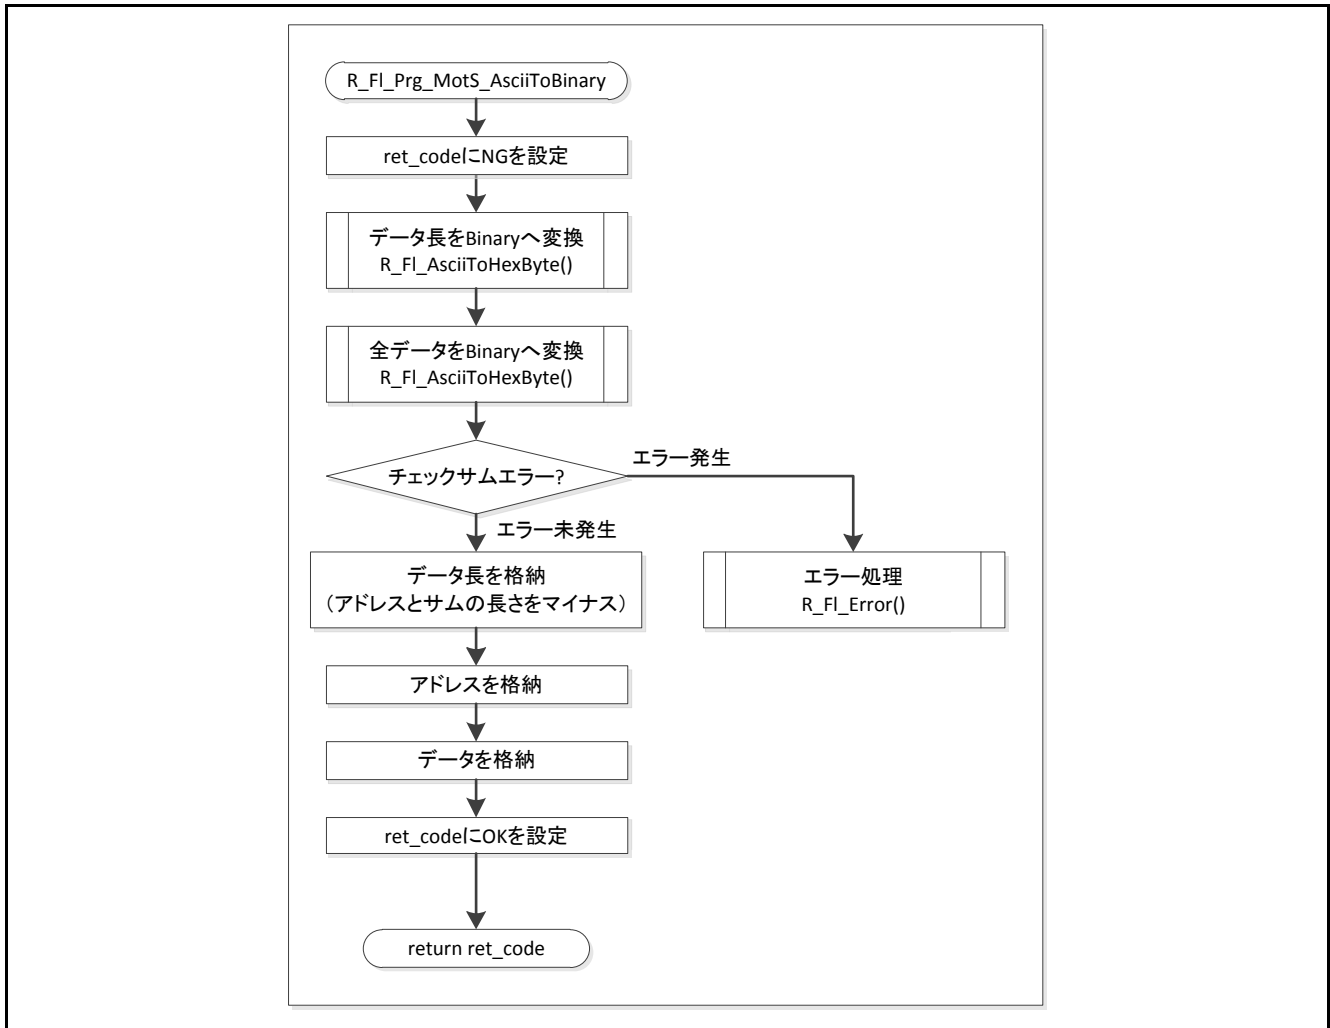 R_Fl_Prg_MotS_AsciiToBinary
ret_codeにNGを設定
データ長をBinaryへ変換
R_Fl_AsciiToHexByte()
全データをBinaryへ変換
R_Fl_AsciiToHexByte()
チェックサムエラー?
エラー発生
エラー未発生
データ長を格納
（アドレスとサムの長さをマイナス）
エラー処理
R_Fl_Error()
アドレスを格納
データを格納
ret_codeにOKを設定
return ret_code